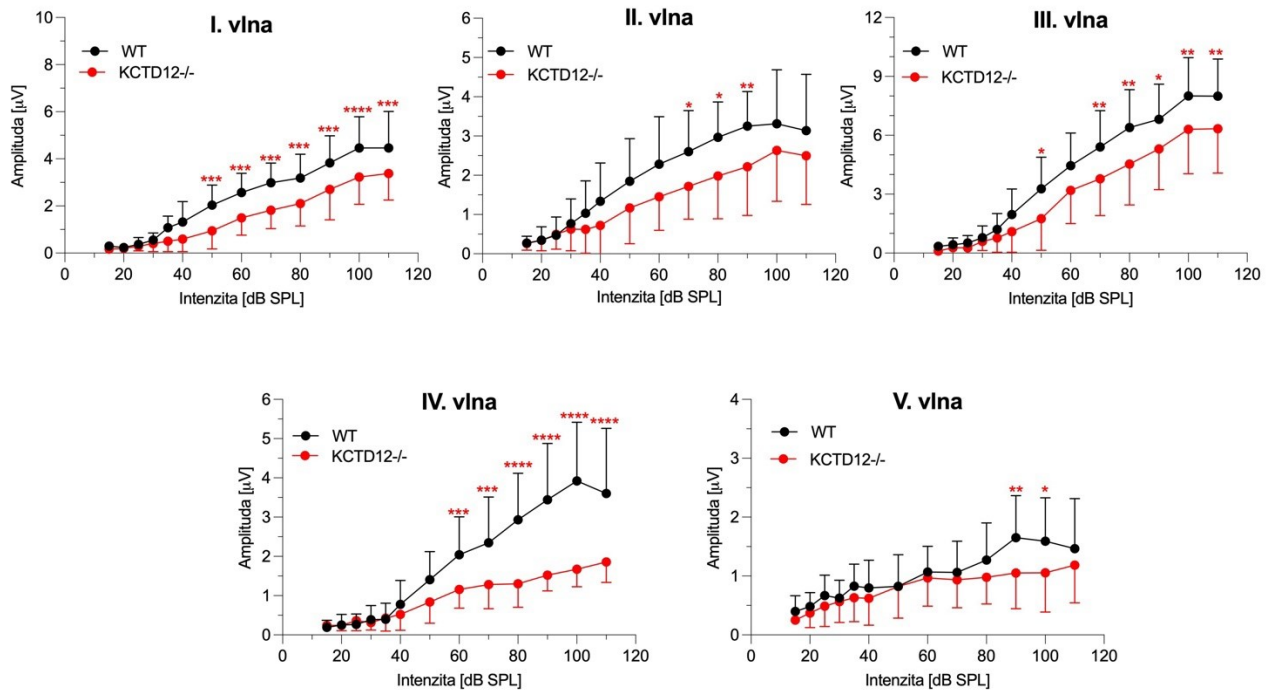 I. vlna
WT
KCTD12-/-
Amplituda [µV]
10
8
6
4
2
0
*** *** *** *** *** **** ***
0 20 40 60 80 100 120
Intenzita [dB SPL]
II. vlna
WT
KCTD12-/-
Amplituda [µV]
6
5
4
3
2
1
0
* * **
0 20 40 60 80 100 120
Intenzita [dB SPL]
III. vlna
WT
KCTD12-/-
Amplituda [µV]
12
9
6
3
0
* ** ** * ** **
0 20 40 60 80 100 120
Intenzita [dB SPL]
IV. vlna
WT
KCTD12-/-
Amplituda [µV]
6
5
4
3
2
1
0
*** *** **** **** **** ****
0 20 40 60 80 100 120
Intenzita [dB SPL]
V. vlna
WT
KCTD12-/-
Amplituda [µV]
4
3
2
1
0
** *
0 20 40 60 80 100 120
Intenzita [dB SPL]